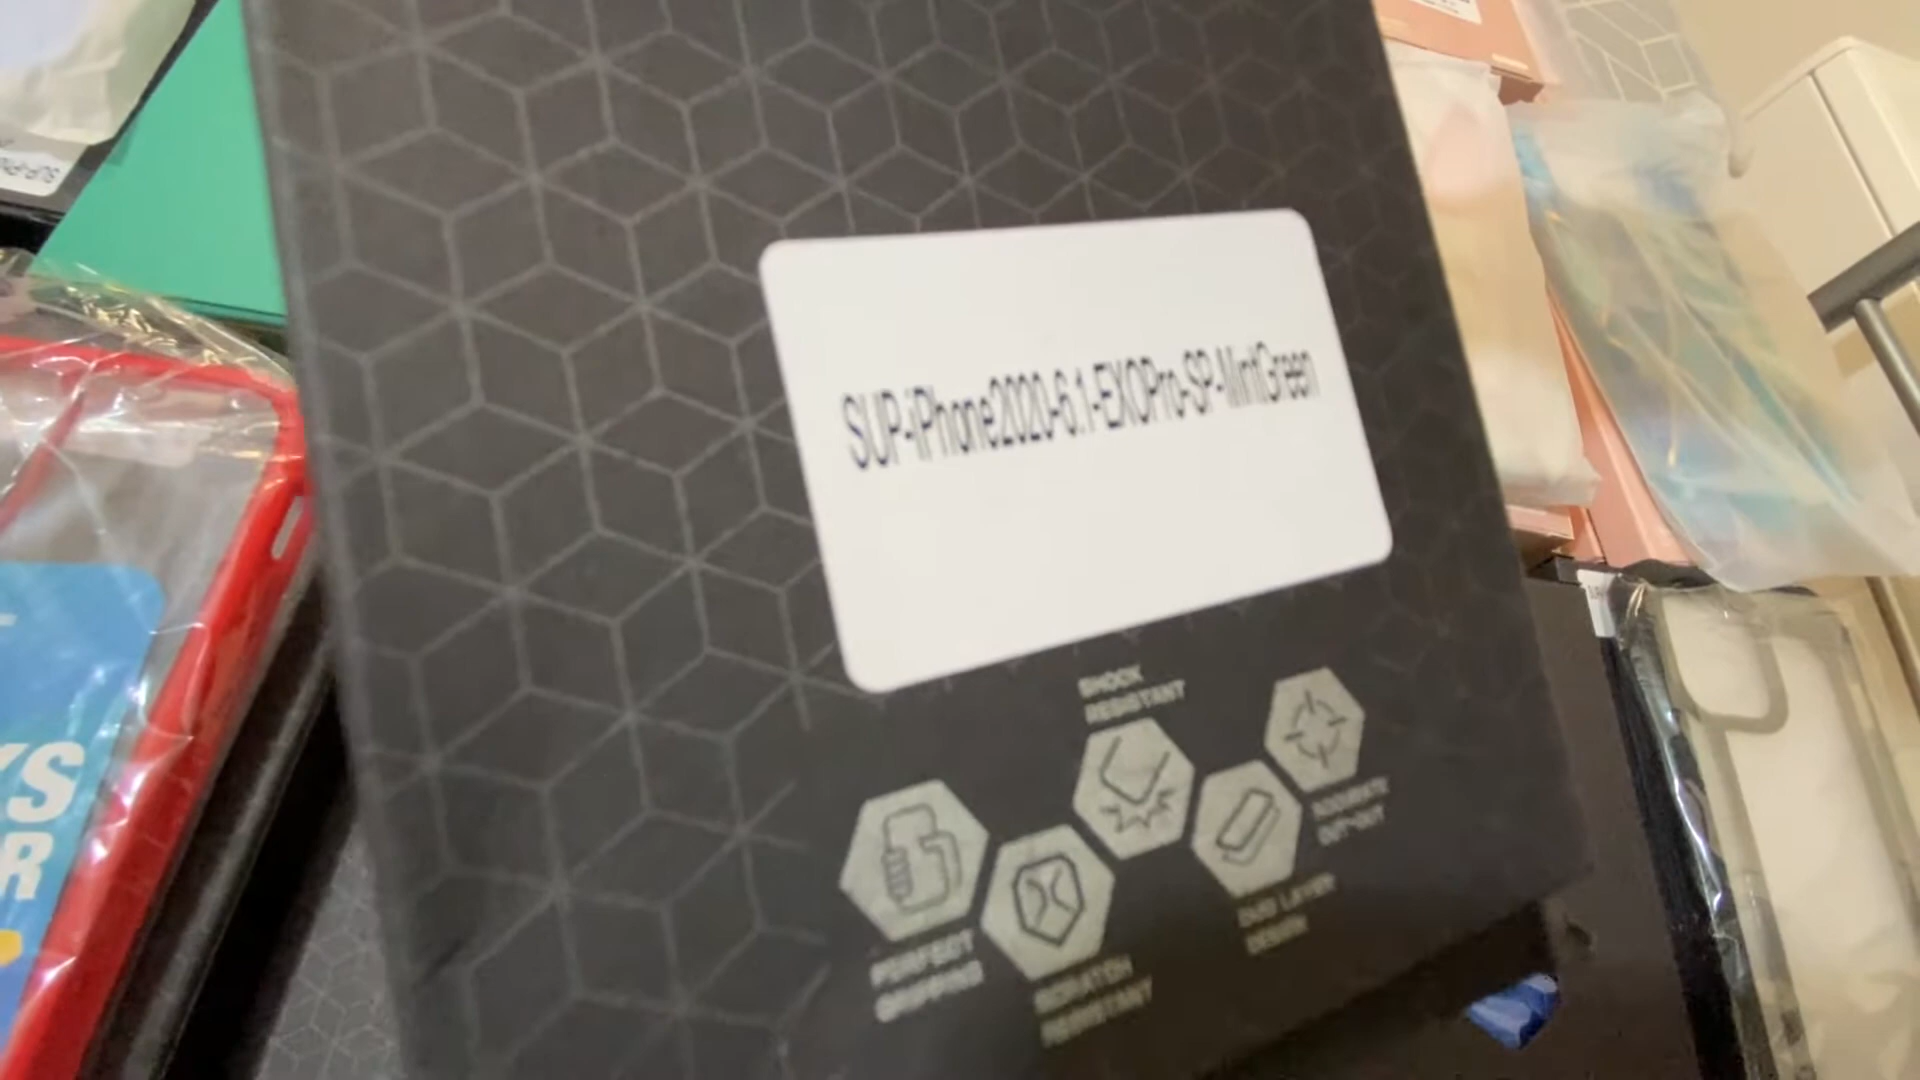 SUP-iPhone2020-6.1-EXOPro-SP-MintGreen
SHOCK
RESISTANT
PERFECT
GRIPPING
SCRATCH
RESISTANT
DUO LAYER
DESIGN
ACCURATE
CUT-OUT
YS
R